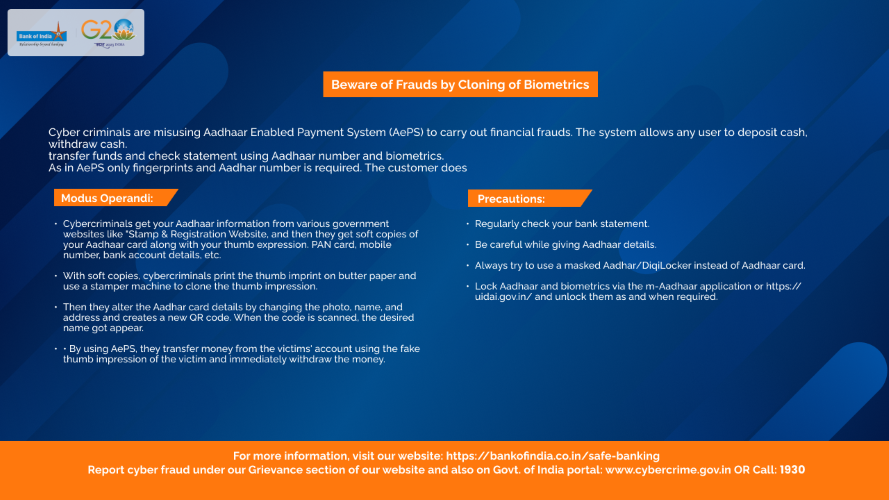 Bank of India
Relationship beyond banking
G20
भारत 2023 INDIA
Beware of Frauds by Cloning of Biometrics
Cyber criminals are misusing Aadhaar Enabled Payment System (AePS) to carry out financial frauds. The system allows any user to deposit cash,
withdraw cash.
transfer funds and check statement using Aadhaar number and biometrics.
As in AePS only fingerprints and Aadhar number is required. The customer does
Modus Operandi:
• Cybercriminals get your Aadhaar information from various government
websites like "Stamp & Registration Website, and then they get soft copies of
your Aadhaar card along with your thumb expression. PAN card, mobile
number, bank account details, etc.
• With soft copies, cybercriminals print the thumb imprint on butter paper and
use a stamper machine to clone the thumb impression.
• Then they alter the Aadhar card details by changing the photo, name, and
address and creates a new QR code. When the code is scanned, the desired
name got appear.
• • By using AePS, they transfer money from the victims' account using the fake
thumb impression of the victim and immediately withdraw the money.
Precautions:
• Regularly check your bank statement.
• Be careful while giving Aadhaar details.
• Always try to use a masked Aadhar/DiqiLocker instead of Aadhaar card.
• Lock Aadhaar and biometrics via the m-Aadhaar application or https://
uidai.gov.in/ and unlock them as and when required.
For more information, visit our website: https://bankofindia.co.in/safe-banking
Report cyber fraud under our Grievance section of our website and also on Govt. of India portal: www.cybercrime.gov.in OR Call: 1930